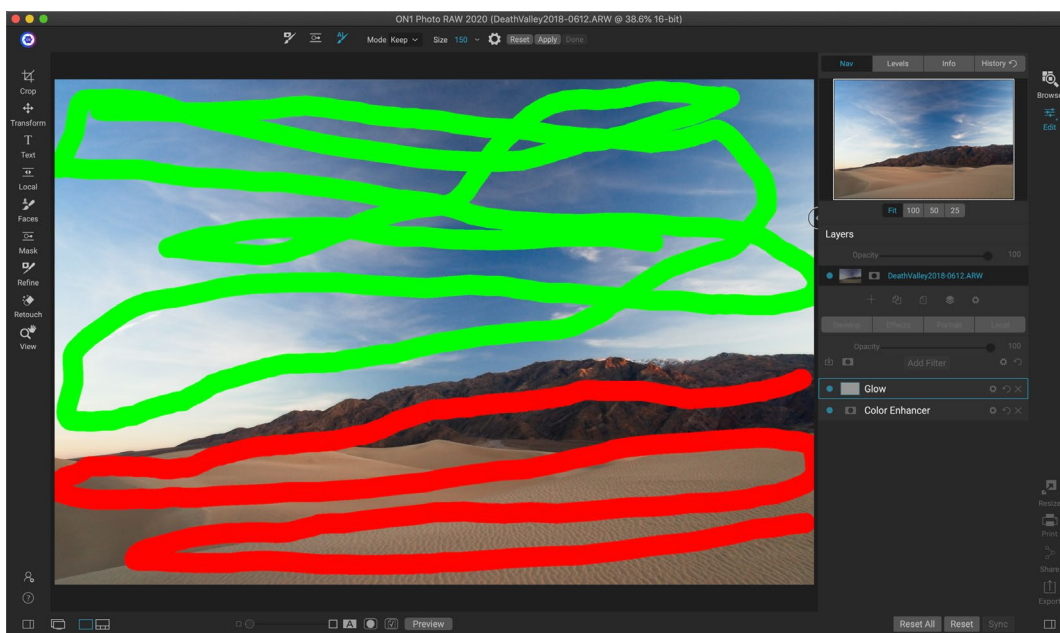 ON1 Photo RAW 2020 (DeathValley2018-0612.ARW @ 38.6% 16-bit)
AI Mode Keep Size 150 Reset Apply Done
Nav Levels Info History
Crop
Transform
T
Text
Local
Faces
Mask
Refine
Retouch
View
Browse
Edit
Fit 100 50 25
Layers
Opacity 100
DeathValley2018-0612.ARW
Develop Effects Portrait Local
Opacity 100
Add Filter
Glow
Color Enhancer
Resize
Print
Share
Export
?
A Preview Reset All Reset Sync